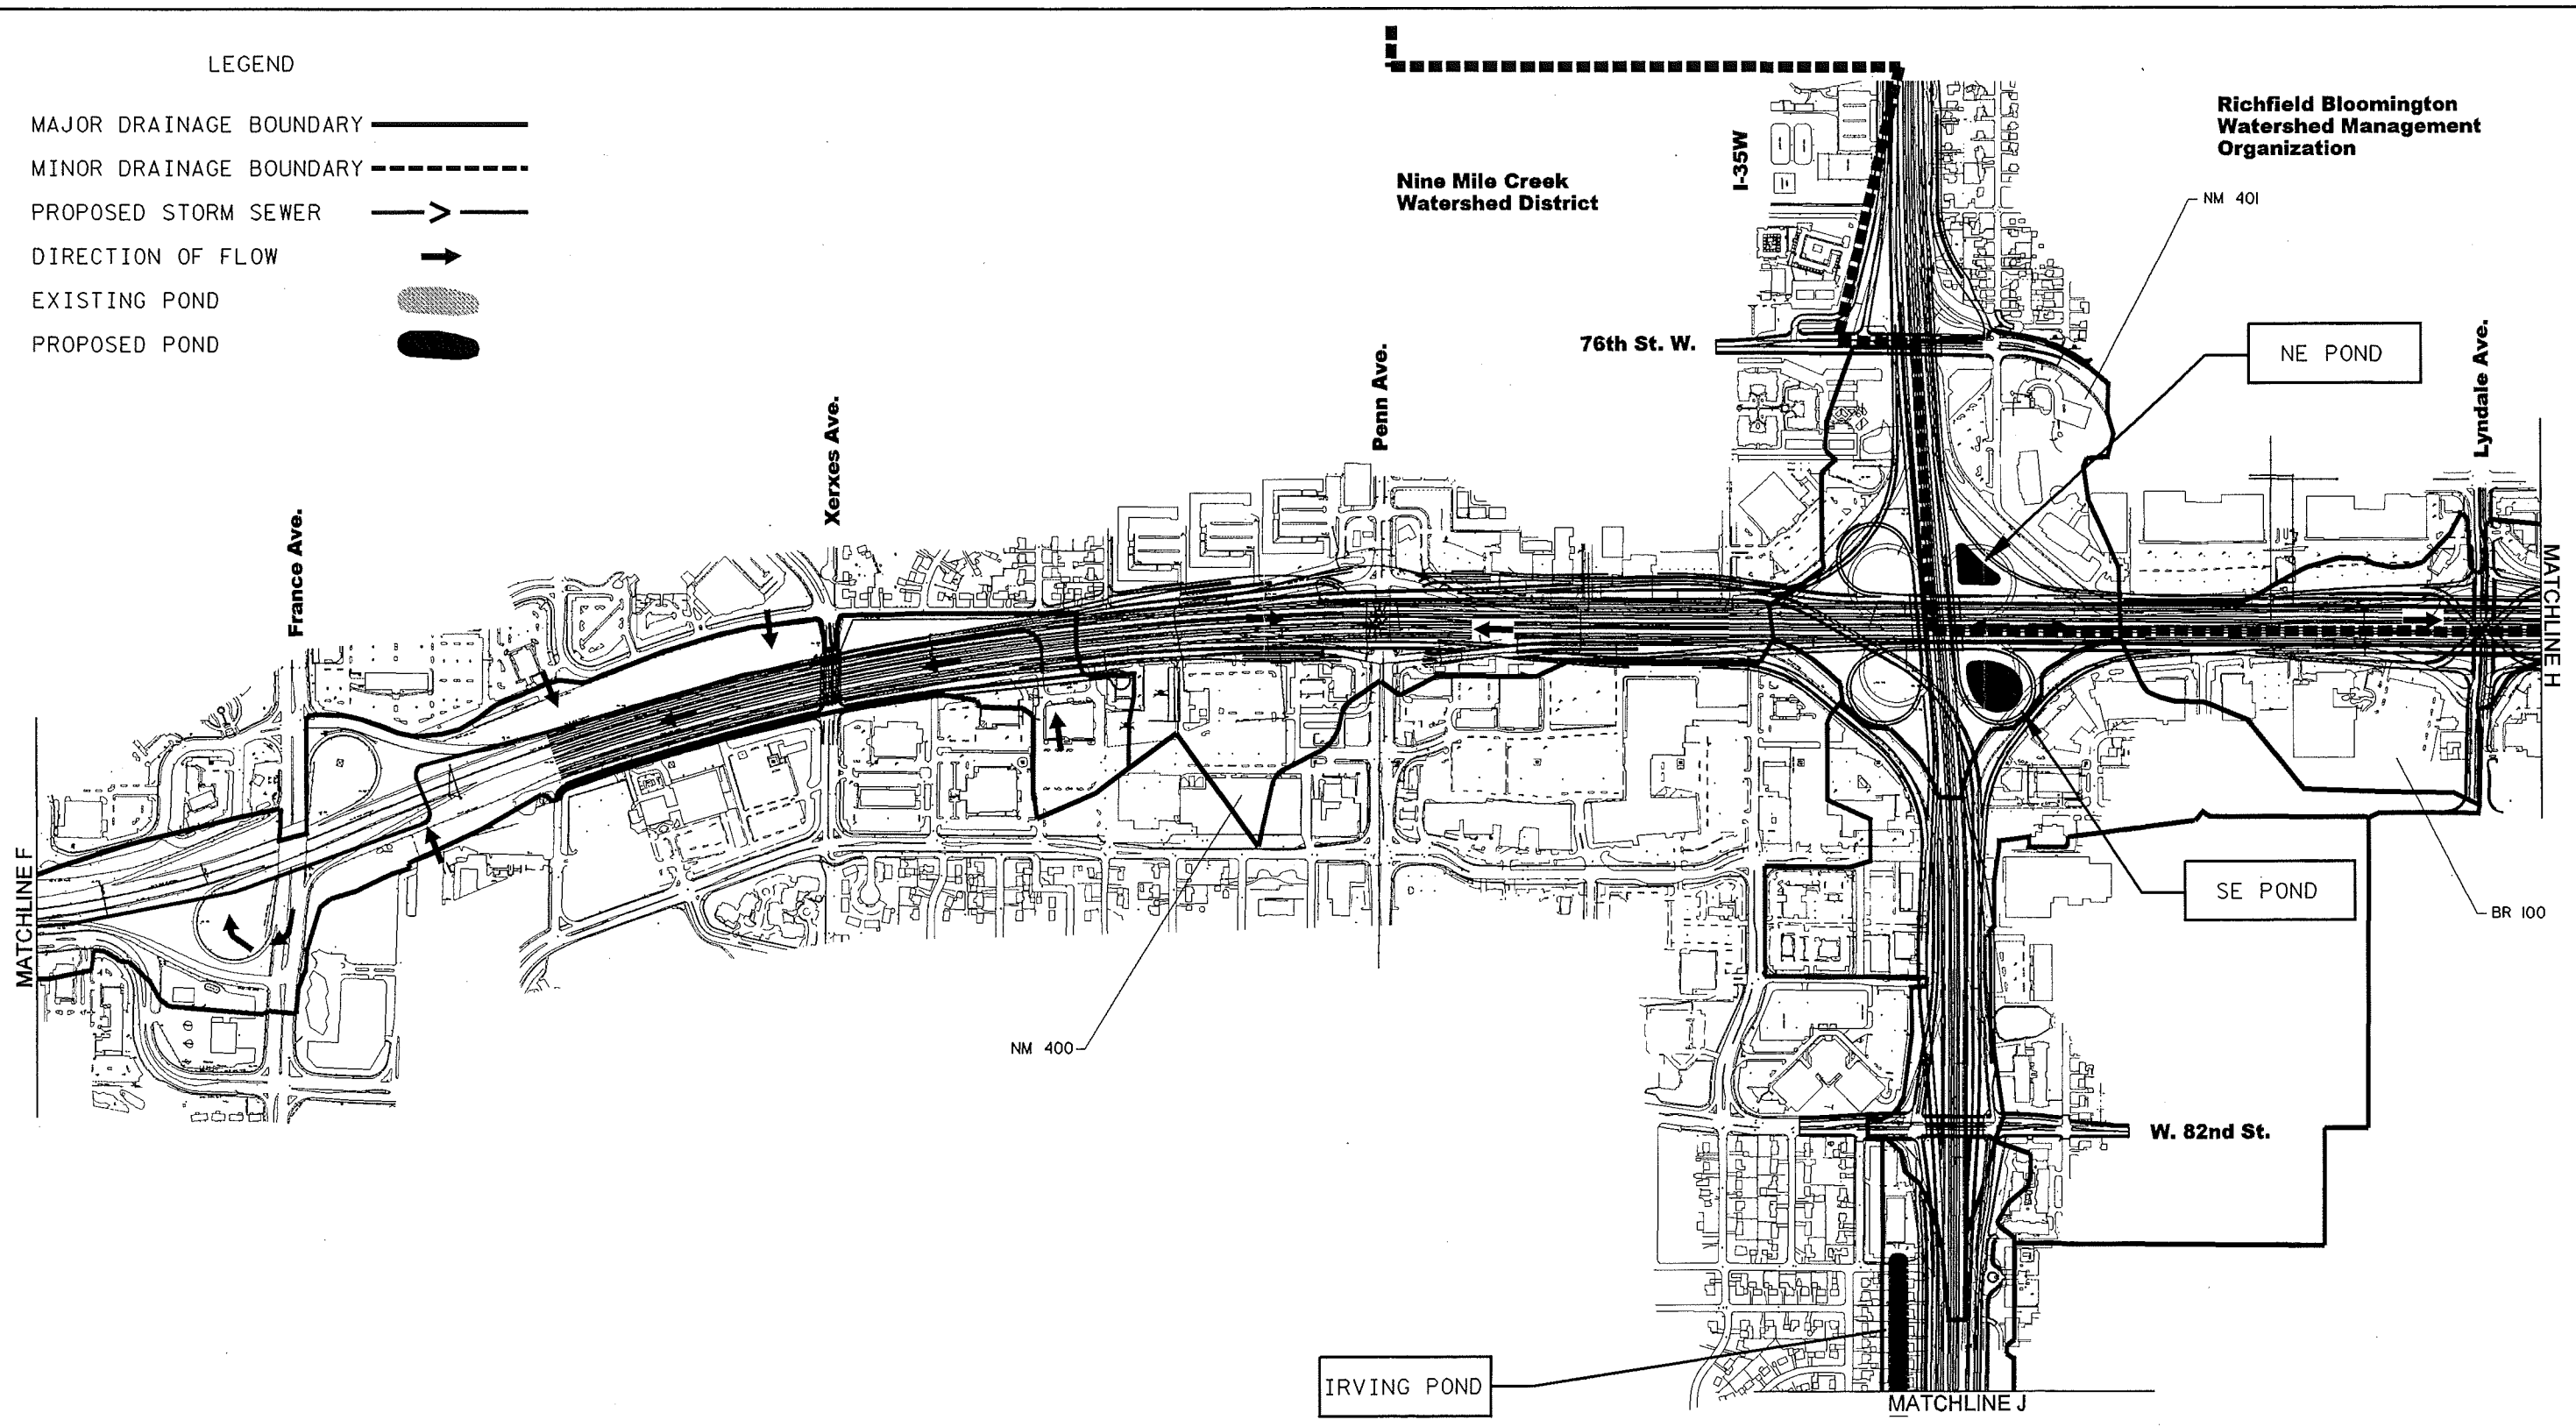 LEGEND
MAJOR DRAINAGE BOUNDARY
MINOR DRAINAGE BOUNDARY
PROPOSED STORM SEWER
DIRECTION OF FLOW
EXISTING POND
PROPOSED POND
Nine Mile Creek
Watershed District
I-35W
Richfield Bloomington
Watershed Management
Organization
NM 401
76th St. W.
NE POND
Lyndale Ave.
Penn Ave.
Xerxes Ave.
France Ave.
MATCHLINE H
MATCHLINE F
SE POND
BR 100
NM 400
W. 82nd St.
IRVING POND
MATCHLINE J